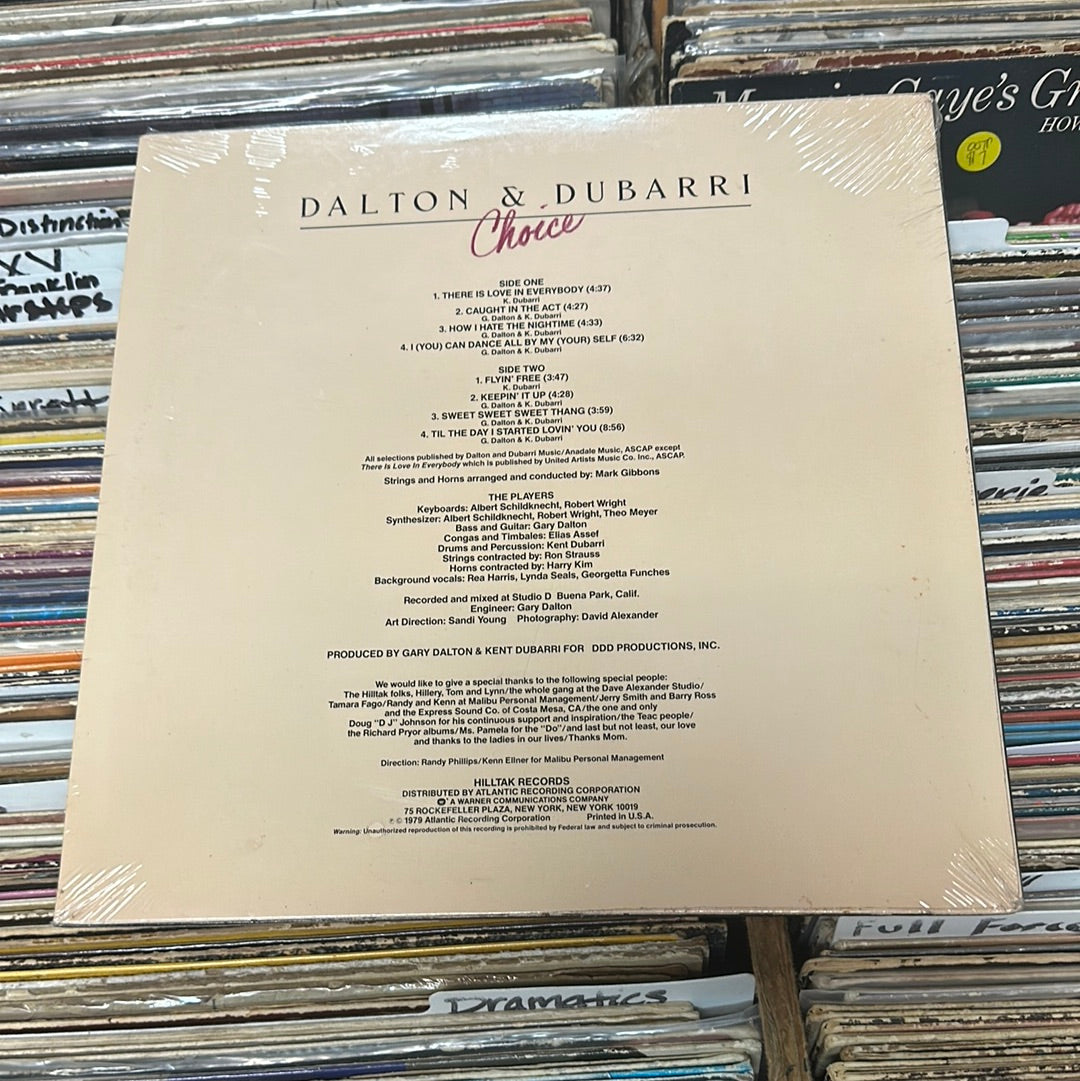 aye's Gr
HOW
Distinction
XV
Franklin
DALTON & DUBARRI
Choice
SIDE ONE
1. THERE IS LOVE IN EVERYBODY (4:37)
K. Dubarri
2. CAUGHT IN THE ACT (4:27)
G. Dalton & K. Dubarri
3. HOW I HATE THE NIGHTIME (4:33)
G. Dalton & K. Dubarri
4. I (YOU) CAN DANCE ALL BY MY (YOUR) SELF (6:32)
G. Dalton & K. Dubarri
SIDE TWO
1. FLYIN' FREE (3:47)
K. Dubarri
2. KEEPIN' IT UP (4:28)
G. Dalton & K. Dubarri
3. SWEET SWEET SWEET THANG (3:59)
G. Dalton & K. Dubarri
4. TIL THE DAY I STARTED LOVIN' YOU (8:56)
G. Dalton & K. Dubarri
All selections published by Dalton and Dubarri Music/Anadale Music, ASCAP except
There Is Love In Everybody which is published by United Artists Music Co. Inc., ASCAP.
Strings and Horns arranged and conducted by: Mark Gibbons
THE PLAYERS
Keyboards: Albert Schildknecht, Robert Wright
Synthesizer: Albert Schildknecht, Robert Wright, Theo Meyer
Bass and Guitar: Gary Dalton
Congas and Timbales: Elias Assef
Drums and Percussion: Kent Dubarri
Strings contracted by: Ron Strauss
Horns contracted by: Harry Kim
Background vocals: Rea Harris, Lynda Seals, Georgetta Funches
Recorded and mixed at Studio D Buena Park, Calif.
Engineer: Gary Dalton
Art Direction: Sandi Young Photography: David Alexander
PRODUCED BY GARY DALTON & KENT DUBARRI FOR DDD PRODUCTIONS, INC.
We would like to give a special thanks to the following special people:
The Hilltak folks, Hillery, Tom and Lynn/the whole gang at the Dave Alexander Studio/
Tamara Fago/Randy and Kenn at Malibu Personal Management/Jerry Smith and Barry Ross
and the Express Sound Co. of Costa Mesa, CA/the one and only
Doug "D J" Johnson for his continuous support and inspiration/the Teac people/
the Richard Pryor albums/Ms. Pamela for the "Do"/and last but not least, our love
and thanks to the ladies in our lives/Thanks Mom.
Direction: Randy Phillips/Kenn Ellner for Malibu Personal Management
HILLTAK RECORDS
DISTRIBUTED BY ATLANTIC RECORDING CORPORATION
A WARNER COMMUNICATIONS COMPANY
75 ROCKEFELLER PLAZA, NEW YORK, NEW YORK 10019
℗ © 1979 Atlantic Recording Corporation Printed in U.S.A.
Warning: Unauthorized reproduction of this recording is prohibited by Federal law and subject to criminal prosecution.
Full Force
Dramatics